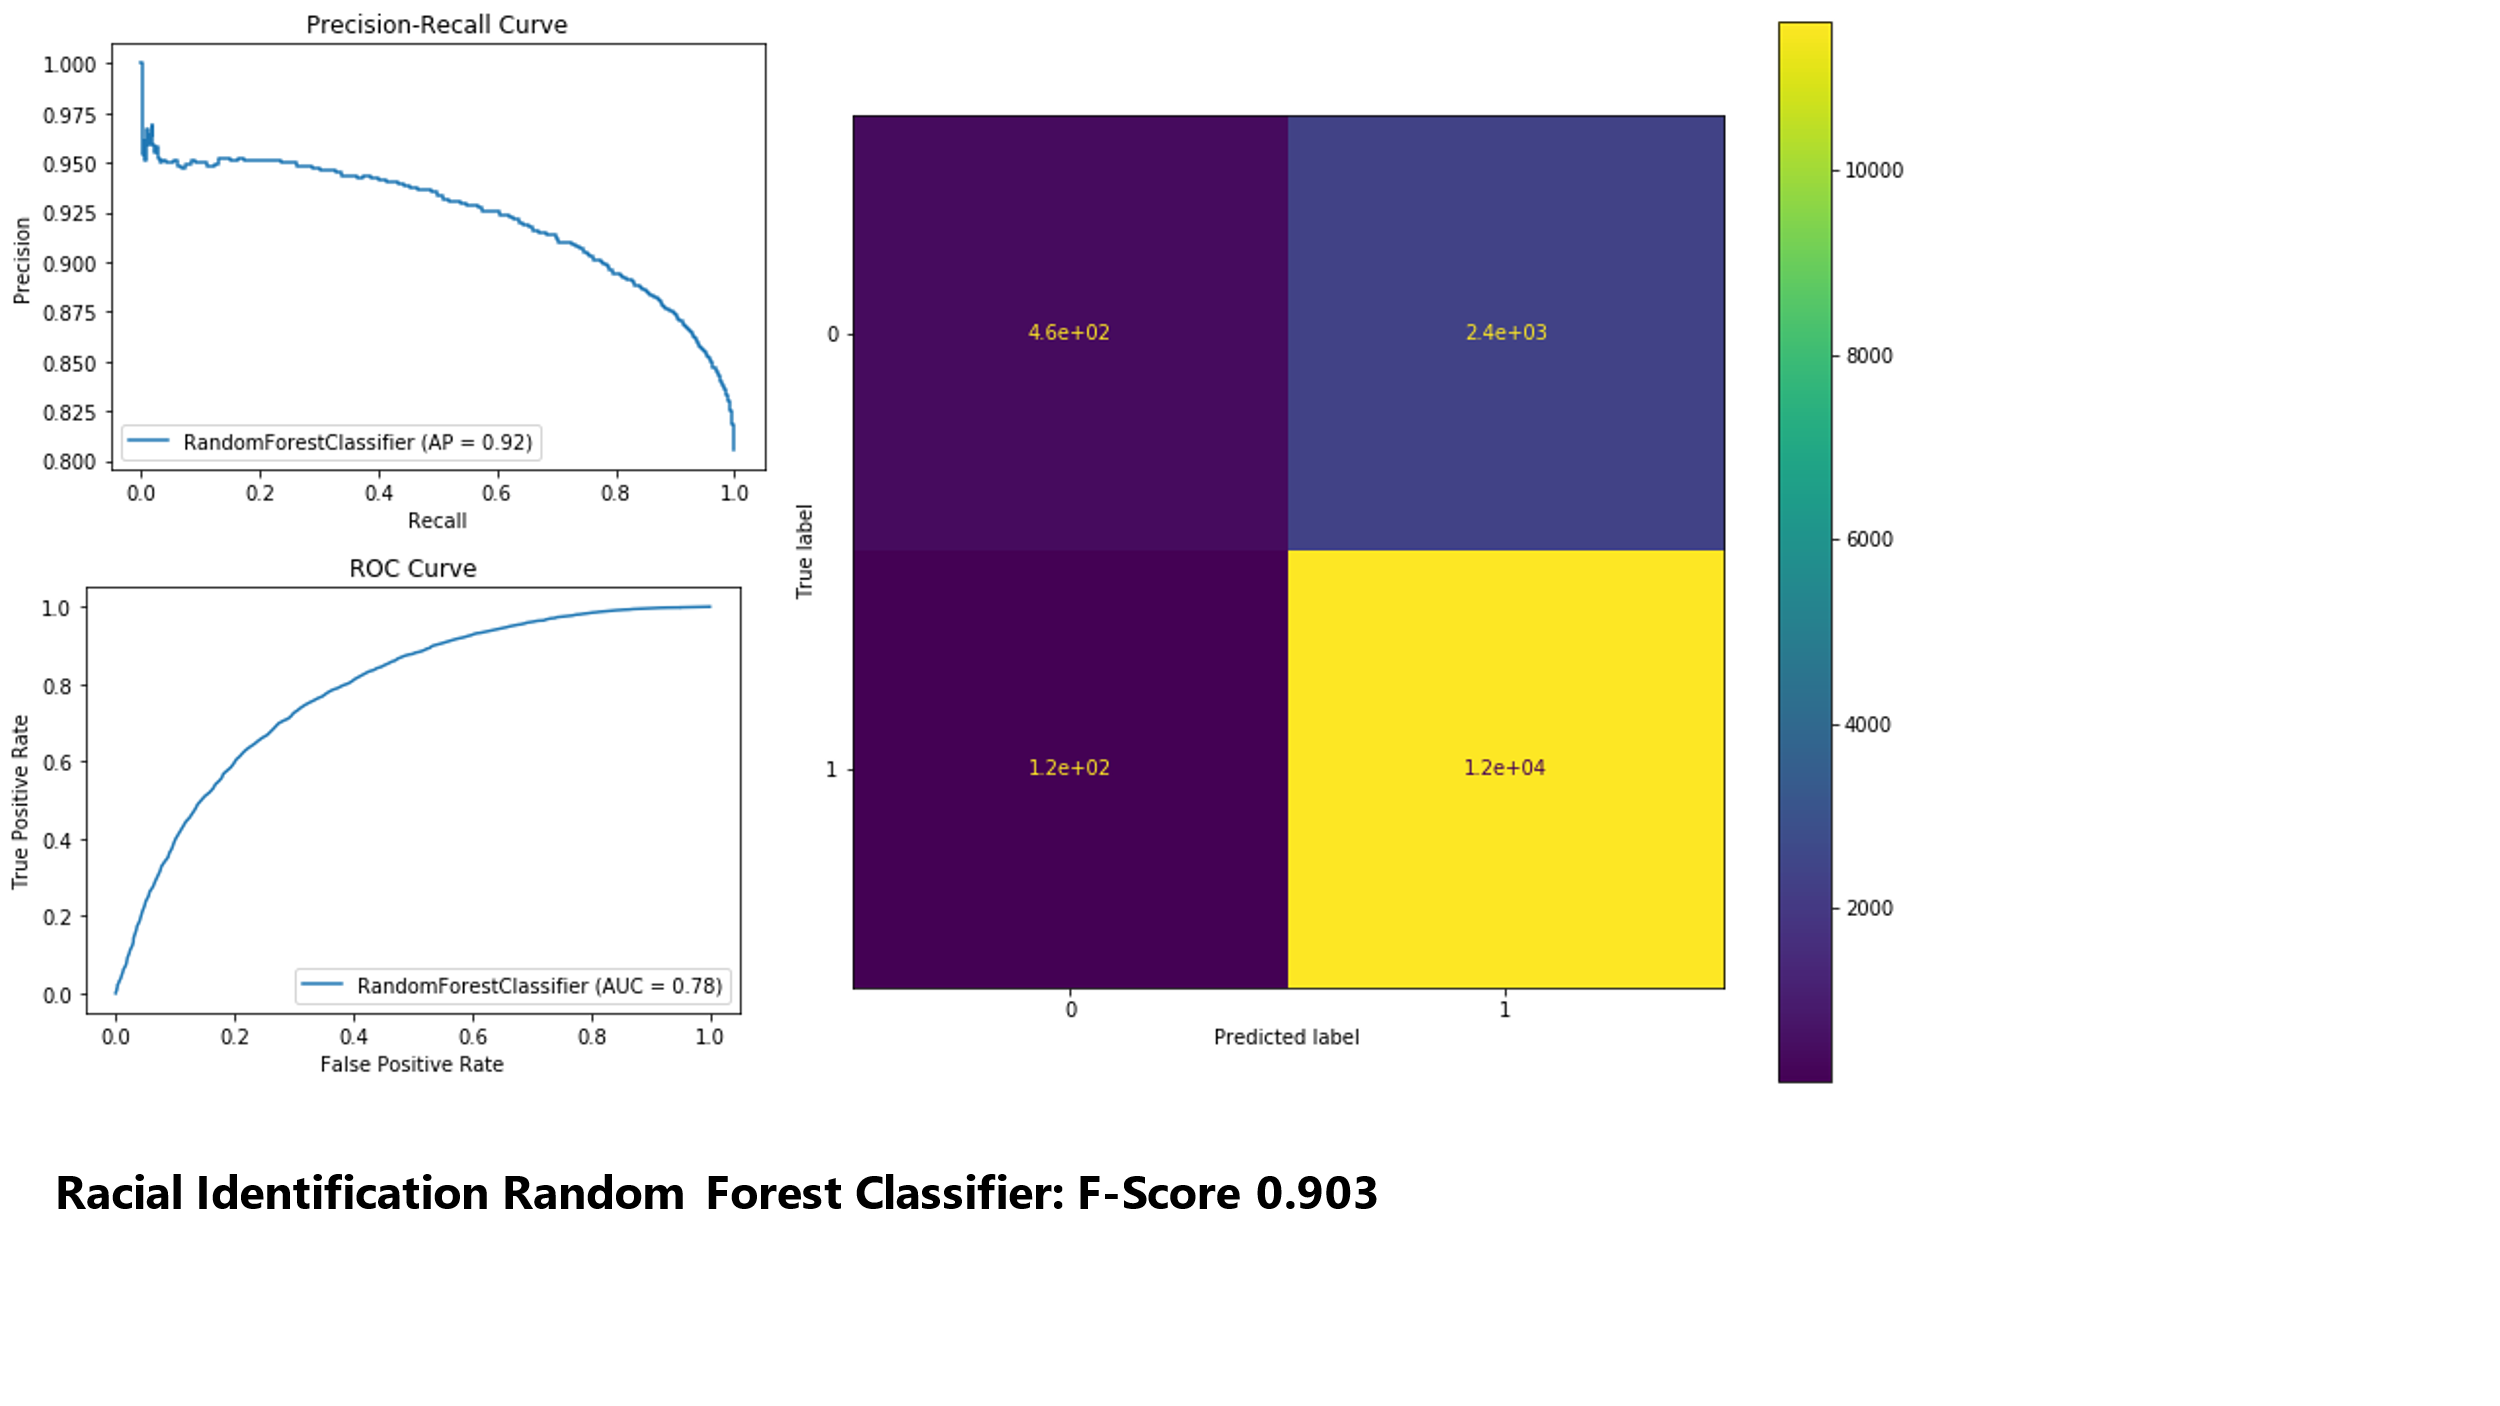 Precision-Recall Curve
1.000
0.975
0.950
0.925
0.900
0.875
0.850
0.825
0.800
Precision
RandomForestClassifier (AP = 0.92)
0.0 0.2 0.4 0.6 0.8 1.0
Recall
ROC Curve
1.0
0.8
0.6
0.4
0.2
0.0
True Positive Rate
RandomForestClassifier (AUC = 0.78)
0.0 0.2 0.4 0.6 0.8 1.0
False Positive Rate
True label
0
4.6e+02 2.4e+03
1
1.2e+02 1.2e+04
0 1
Predicted label
10000
8000
6000
4000
2000
Racial Identification Random Forest Classifier: F-Score 0.903